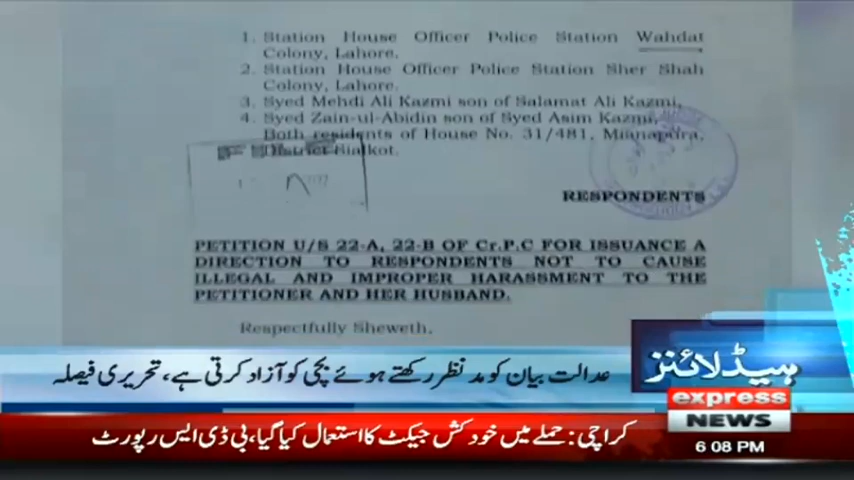 1. Station House Officer Police Station Wahdat
Colony, Lahore.
2. Station House Officer Police Station Sher Shah
Colony, Lahore.
3. Syed Mehdi Ali Kazmi son of Salamat Ali Kazmi,
4. Syed Zain-ul-Abidin son of Syed Asim Kazmi,
Both residents of House No. 31/481, Mianapura,
District Sialkot.
RESPONDENTS
PETITION U/S 22-A, 22-B OF Cr.P.C FOR ISSUANCE A
DIRECTION TO RESPONDENTS NOT TO CAUSE
ILLEGAL AND IMPROPER HARASSMENT TO THE
PETITIONER AND HER HUSBAND.
Respectfully Sheweth,
ہیڈلائنز
عدالت بیان کو مدنظر رکھتے ہوئے بچی کو آزاد کرتی ہے، تحریری فیصلہ
express
NEWS
6:08 PM
کراچی: حملے میں خودکش جیکٹ کا استعمال کیا گیا، بی ڈی ایس رپورٹ